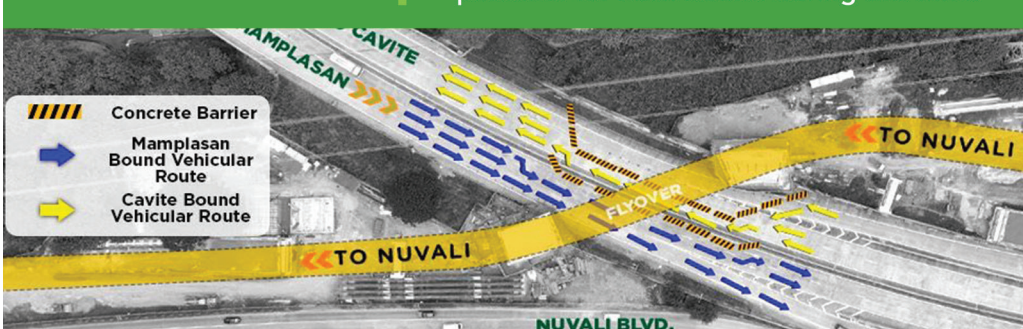 CAVITE
MAMPLASAN
Concrete Barrier
Mamplasan
Bound Vehicular
Route
Cavite Bound
Vehicular Route
TO NUVALI
FLYOVER
TO NUVALI
NUVALI BLVD.